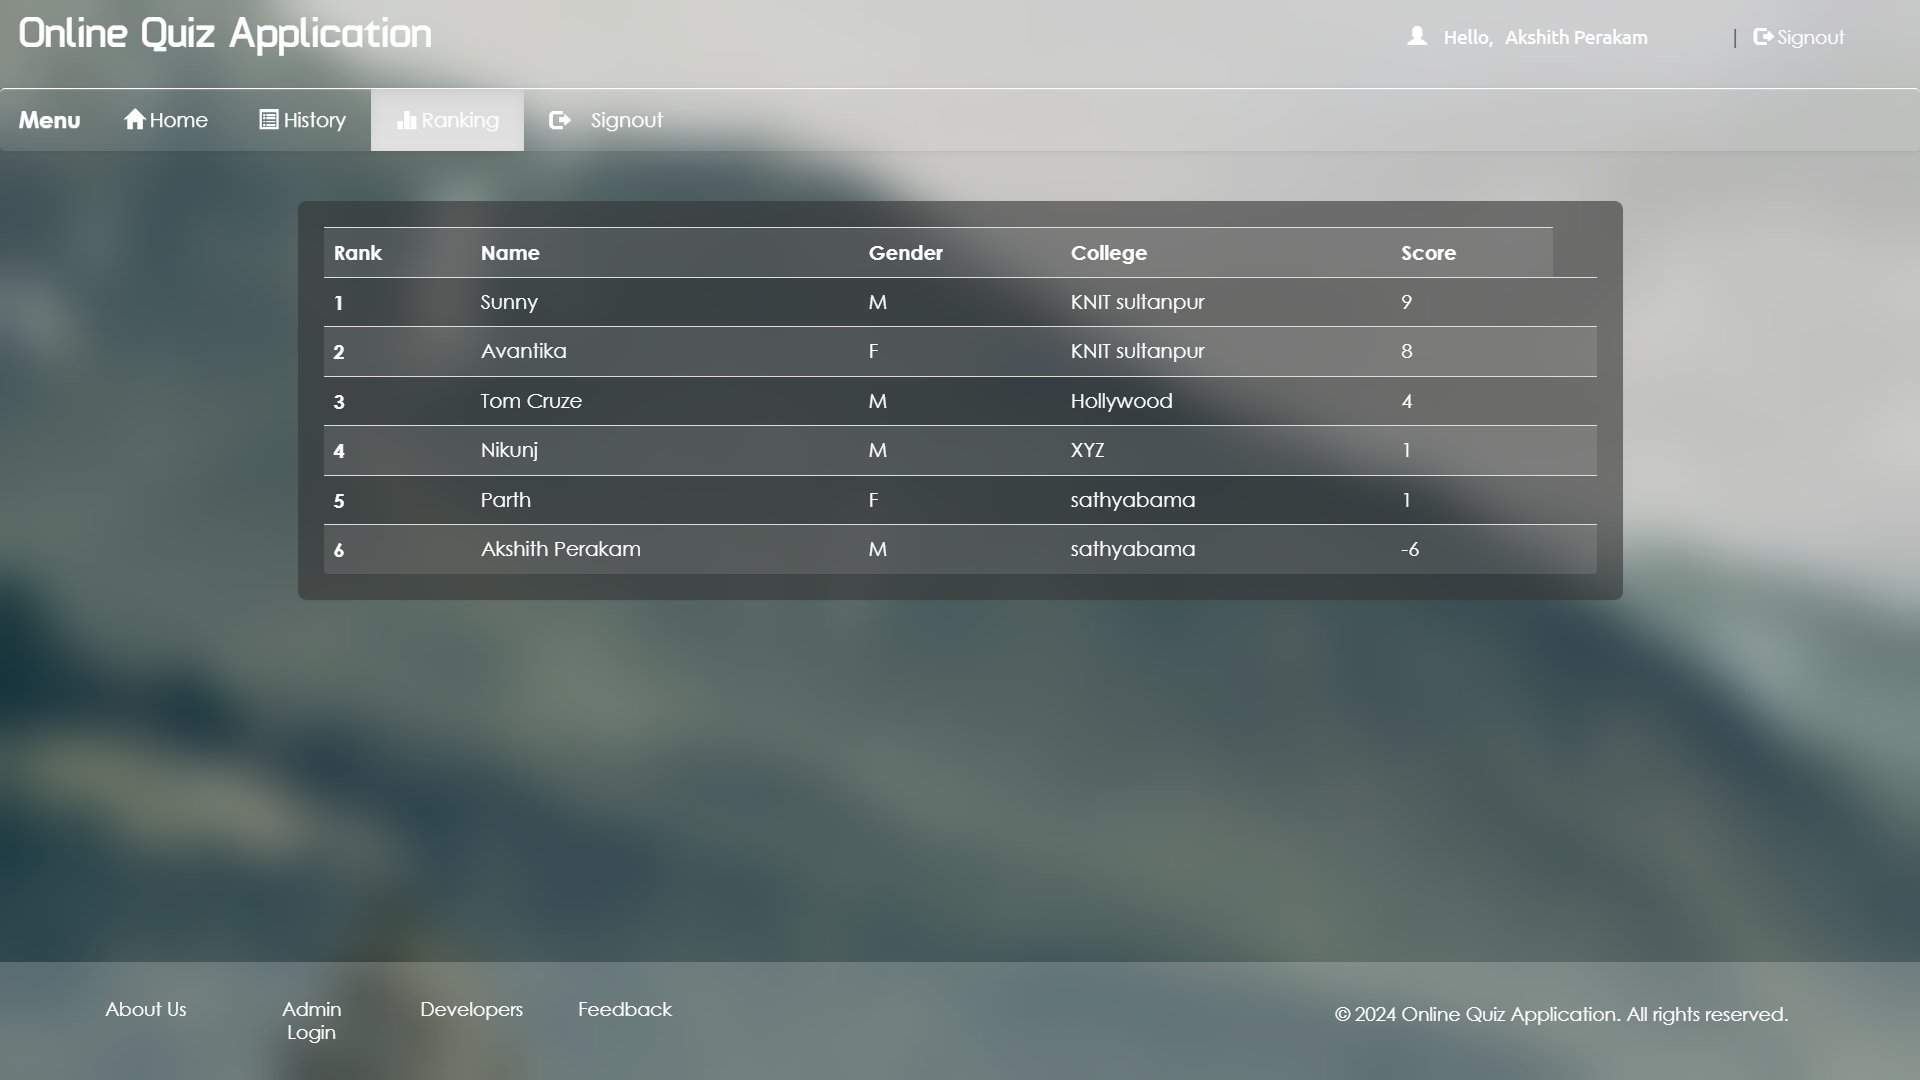 Online Quiz Application
Hello, Akshith Perakam | Signout
Menu Home History Ranking Signout
Rank Name Gender College Score
1 Sunny M KNIT sultanpur 9
2 Avantika F KNIT sultanpur 8
3 Tom Cruze M Hollywood 4
4 Nikunj M XYZ 1
5 Parth F sathyabama 1
6 Akshith Perakam M sathyabama -6
About Us Admin Developers Feedback
Login
© 2024 Online Quiz Application. All rights reserved.